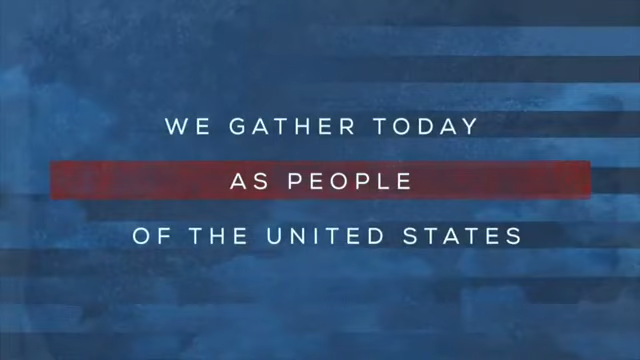 WE GATHER TODAY
AS PEOPLE
OF THE UNITED STATES